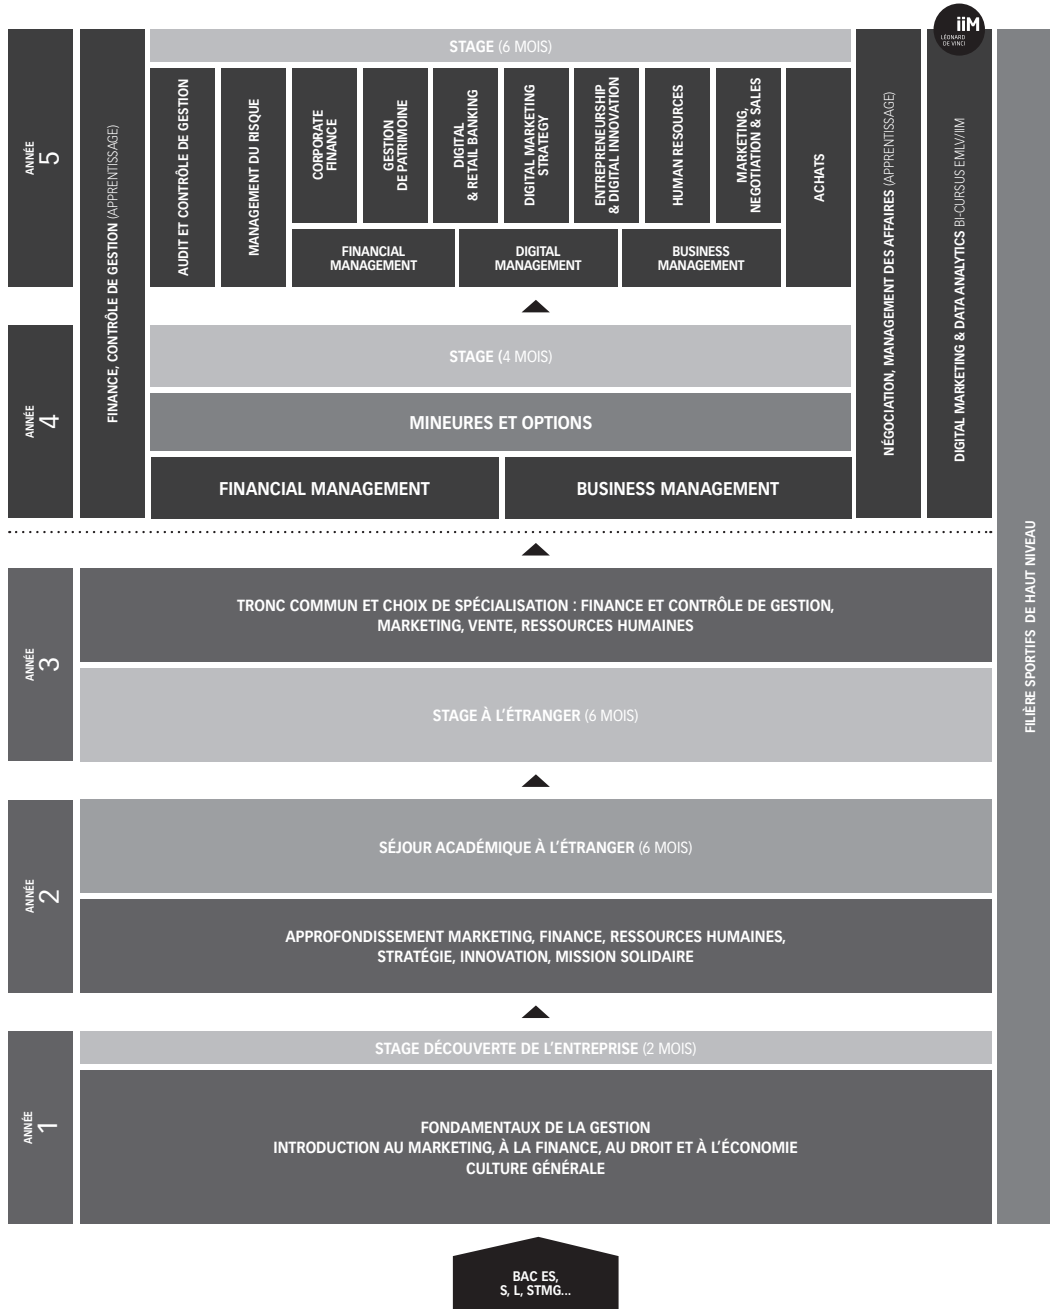 iiM
LÉONARD
DE VINCI
ANNÉE
5
FINANCE, CONTRÔLE DE GESTION (APPRENTISSAGE)
STAGE (6 MOIS)
AUDIT ET CONTRÔLE DE GESTION
MANAGEMENT DU RISQUE
CORPORATE
FINANCE
GESTION
DE PATRIMOINE
DIGITAL
& RETAIL BANKING
DIGITAL MARKETING
STRATEGY
ENTREPRENEURSHIP
& DIGITAL INNOVATION
HUMAN RESOURCES
MARKETING,
NEGOTIATION & SALES
ACHATS
FINANCIAL
MANAGEMENT
DIGITAL
MANAGEMENT
BUSINESS
MANAGEMENT
NÉGOCIATION, MANAGEMENT DES AFFAIRES (APPRENTISSAGE)
DIGITAL MARKETING & DATA ANALYTICS BI-CURSUS EMLV/IIM
FILIÈRE SPORTIFS DE HAUT NIVEAU
ANNÉE
4
STAGE (4 MOIS)
MINEURES ET OPTIONS
FINANCIAL MANAGEMENT
BUSINESS MANAGEMENT
ANNÉE
3
TRONC COMMUN ET CHOIX DE SPÉCIALISATION : FINANCE ET CONTRÔLE DE GESTION,
MARKETING, VENTE, RESSOURCES HUMAINES
STAGE À L'ÉTRANGER (6 MOIS)
ANNÉE
2
SÉJOUR ACADÉMIQUE À L'ÉTRANGER (6 MOIS)
APPROFONDISSEMENT MARKETING, FINANCE, RESSOURCES HUMAINES,
STRATÉGIE, INNOVATION, MISSION SOLIDAIRE
ANNÉE
1
STAGE DÉCOUVERTE DE L'ENTREPRISE (2 MOIS)
FONDAMENTAUX DE LA GESTION
INTRODUCTION AU MARKETING, À LA FINANCE, AU DROIT ET À L'ÉCONOMIE
CULTURE GÉNÉRALE
BAC ES,
S, L, STMG...